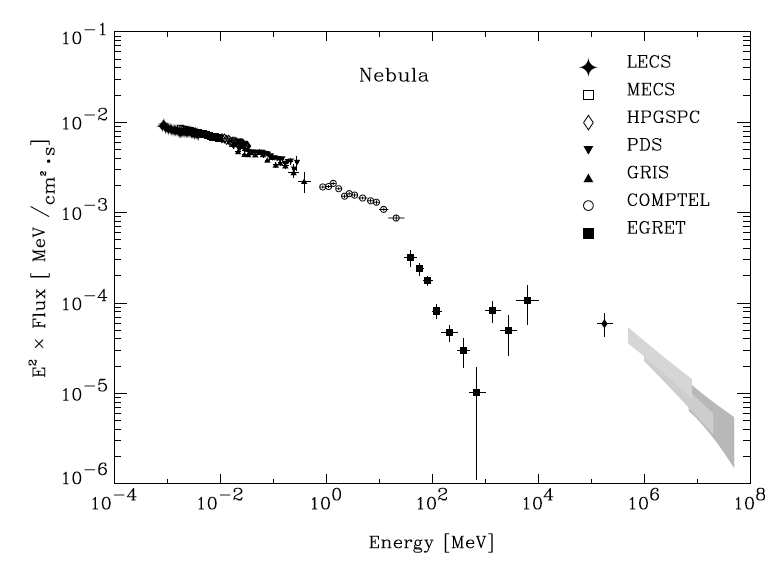 10⁻¹
10⁻²
10⁻³
10⁻⁴
10⁻⁵
10⁻⁶
E² × Flux [ MeV / cm² • s]
Nebula
LECS
MECS
HPGSPC
PDS
GRIS
COMPTEL
EGRET
10⁻⁴ 10⁻² 10⁰ 10² 10⁴ 10⁶ 10⁸
Energy [MeV]